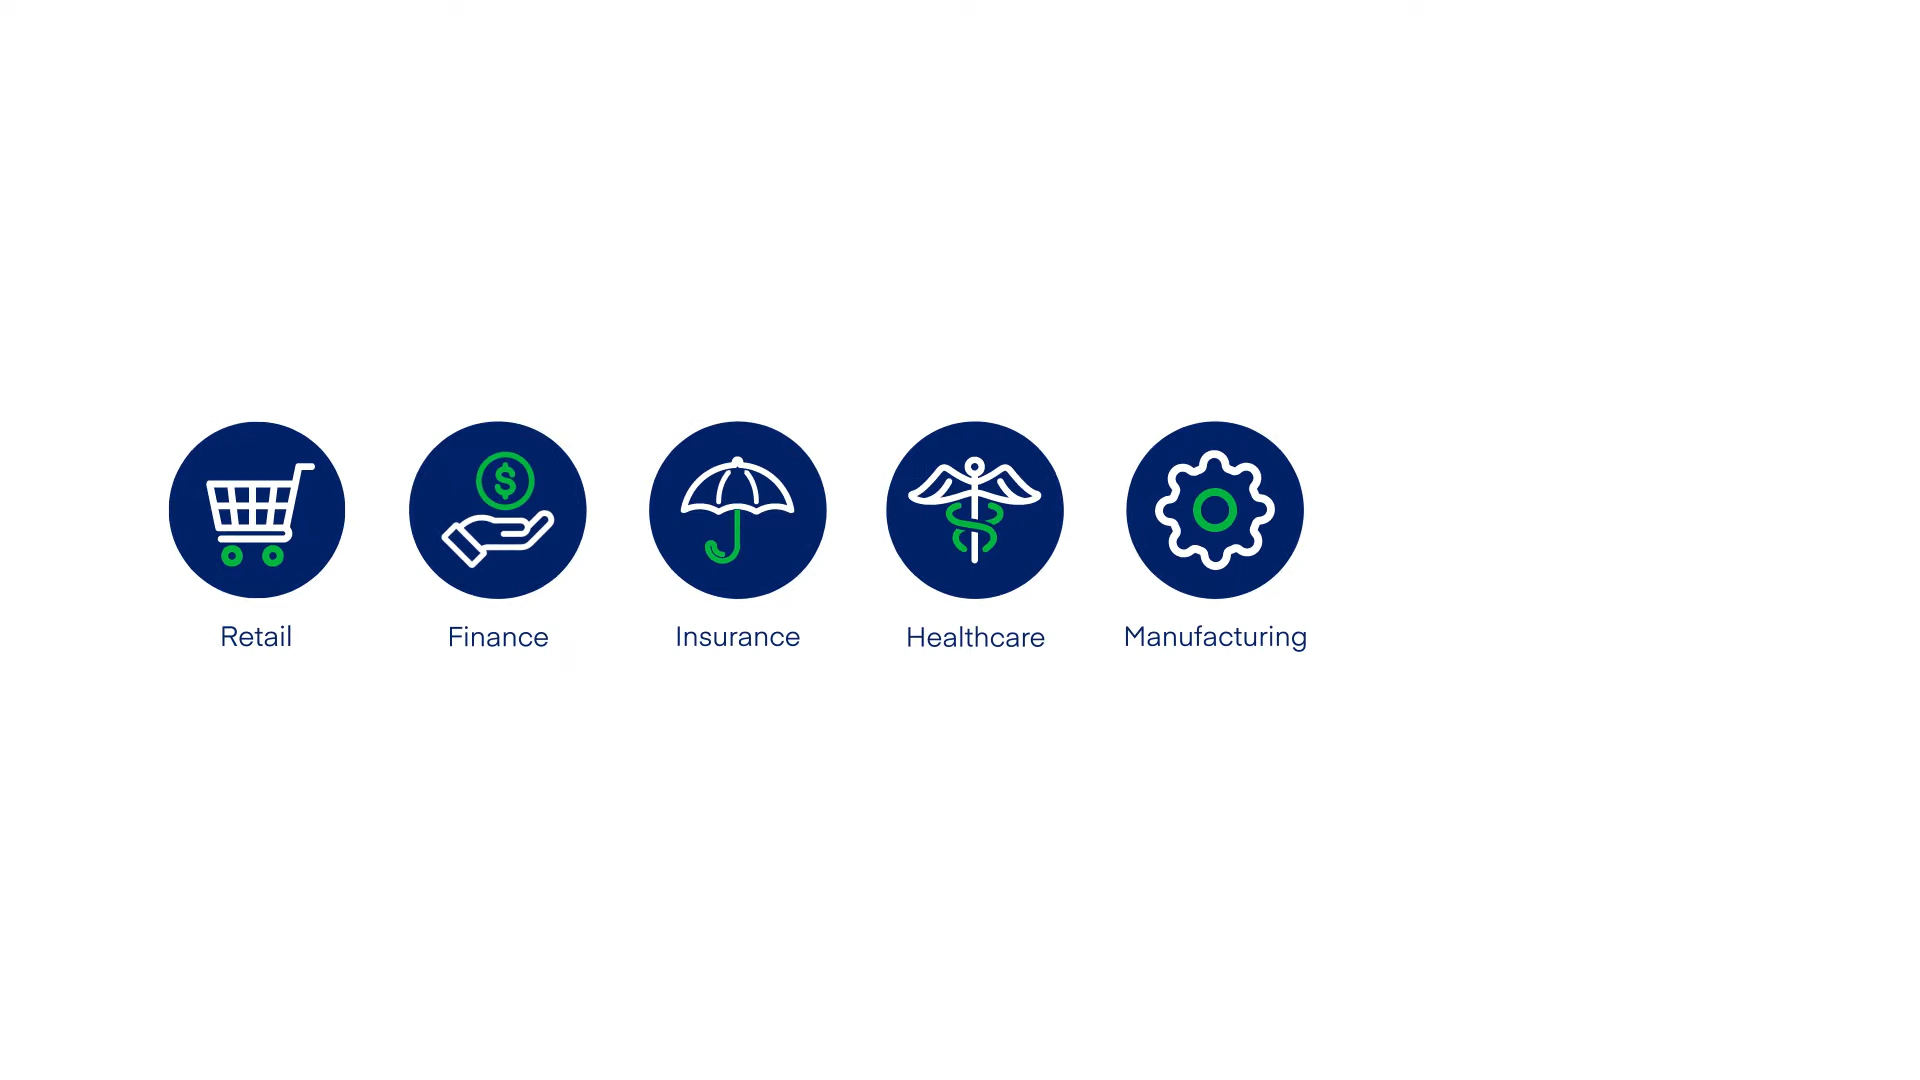 $
Retail
Finance
Insurance
Healthcare
Manufacturing